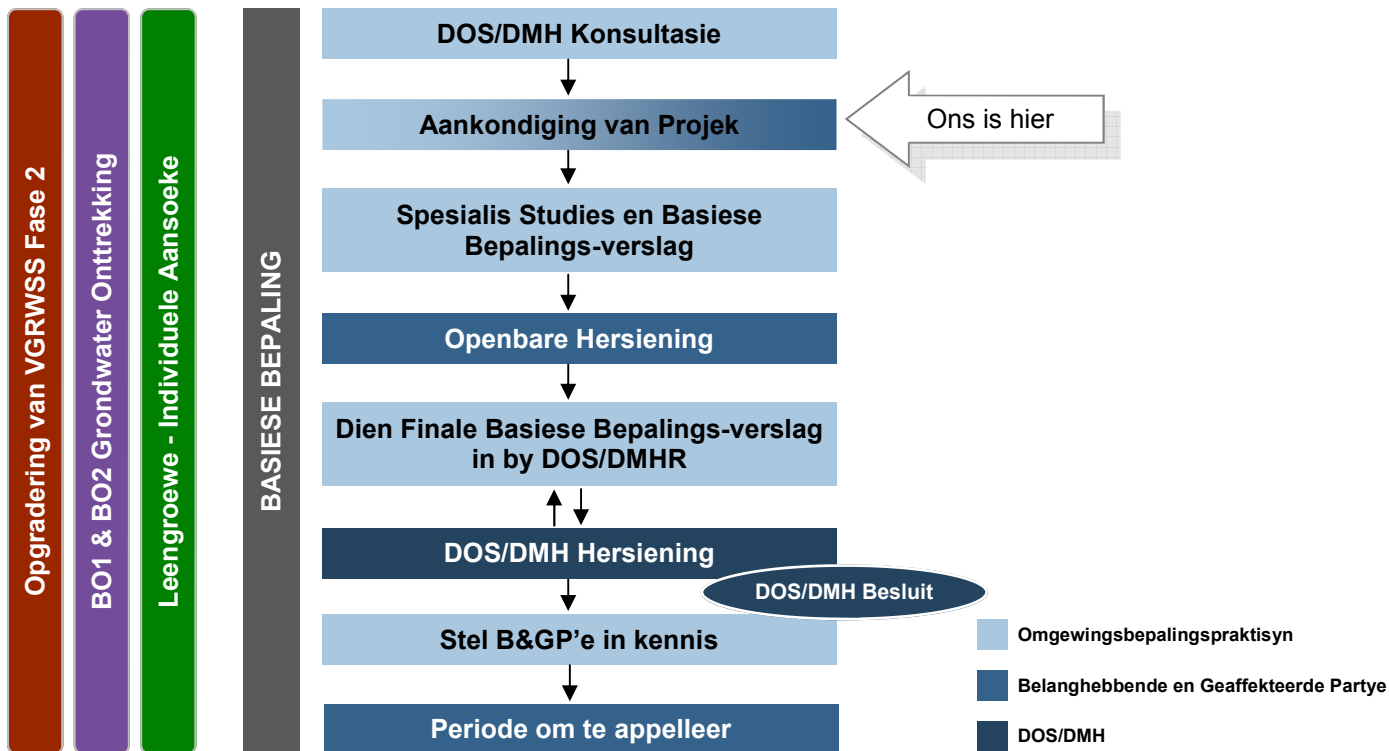 Opgradering van VGRWSS Fase 2
BO1 & BO2 Grondwater Onttrekking
Leengroewe - Individuele Aansoeke
BASIESE BEPALING
DOS/DMH Konsultasie
Aankondiging van Projek
Ons is hier
Spesialis Studies en Basiese
Bepalings-verslag
Openbare Hersiening
Dien Finale Basiese Bepalings-verslag
in by DOS/DMHR
DOS/DMH Hersiening
DOS/DMH Besluit
Stel B&GP’e in kennis
Periode om te appelleer
Omgewingsbepalingspraktisyn
Belanghebbende en Geaffekteerde Partye
DOS/DMH